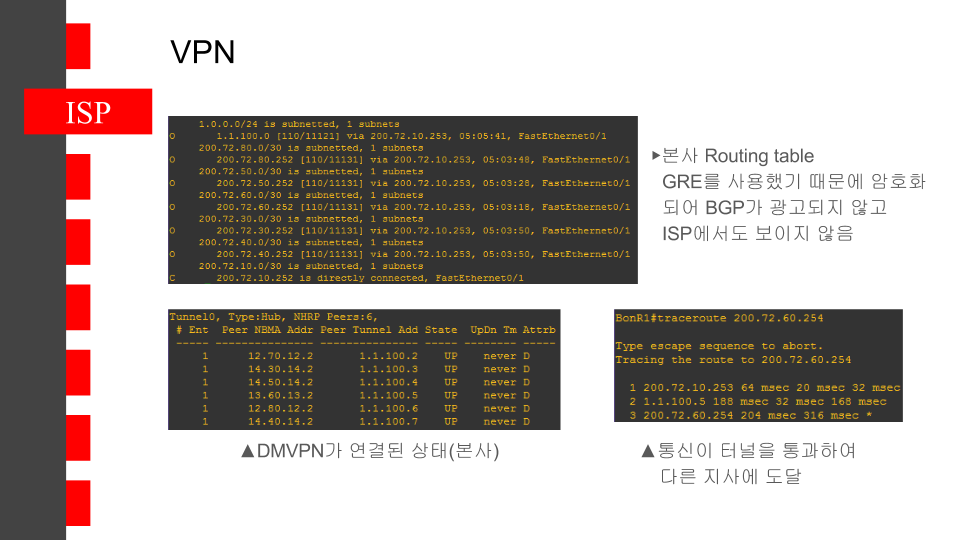 VPN
ISP
1.0.0.0/24 is subnetted, 1 subnets
O 1.1.100.0 [110/11121] via 200.72.10.253, 05:05:41, FastEthernet0/1
200.72.80.0/30 is subnetted, 1 subnets
O 200.72.80.252 [110/11131] via 200.72.10.253, 05:03:48, FastEthernet0/1
200.72.50.0/30 is subnetted, 1 subnets
O 200.72.50.252 [110/11131] via 200.72.10.253, 05:03:28, FastEthernet0/1
200.72.60.0/30 is subnetted, 1 subnets
O 200.72.60.252 [110/11131] via 200.72.10.253, 05:03:18, FastEthernet0/1
200.72.30.0/30 is subnetted, 1 subnets
O 200.72.30.252 [110/11131] via 200.72.10.253, 05:03:50, FastEthernet0/1
200.72.40.0/30 is subnetted, 1 subnets
O 200.72.40.252 [110/11131] via 200.72.10.253, 05:03:50, FastEthernet0/1
200.72.10.0/30 is subnetted, 1 subnets
C 200.72.10.252 is directly connected, FastEthernet0/1
▶본사 Routing table
GRE를 사용했기 때문에 암호화
되어 BGP가 광고되지 않고
ISP에서도 보이지 않음
Tunnel0, Type:Hub, NHRP Peers:6,
# Ent Peer NBMA Addr Peer Tunnel Add State UpDn Tm Attrb
----- --------------- --------------- ----- -------- -----
1 12.70.12.2 1.1.100.2 UP never D
1 14.30.14.2 1.1.100.3 UP never D
1 14.50.14.2 1.1.100.4 UP never D
1 13.60.13.2 1.1.100.5 UP never D
1 12.80.12.2 1.1.100.6 UP never D
1 14.40.14.2 1.1.100.7 UP never D
▲DMVPN가 연결된 상태(본사)
BonR1#traceroute 200.72.60.254
Type escape sequence to abort.
Tracing the route to 200.72.60.254
1 200.72.10.253 64 msec 20 msec 32 msec
2 1.1.100.5 188 msec 32 msec 168 msec
3 200.72.60.254 204 msec 316 msec *
▲통신이 터널을 통과하여
다른 지사에 도달